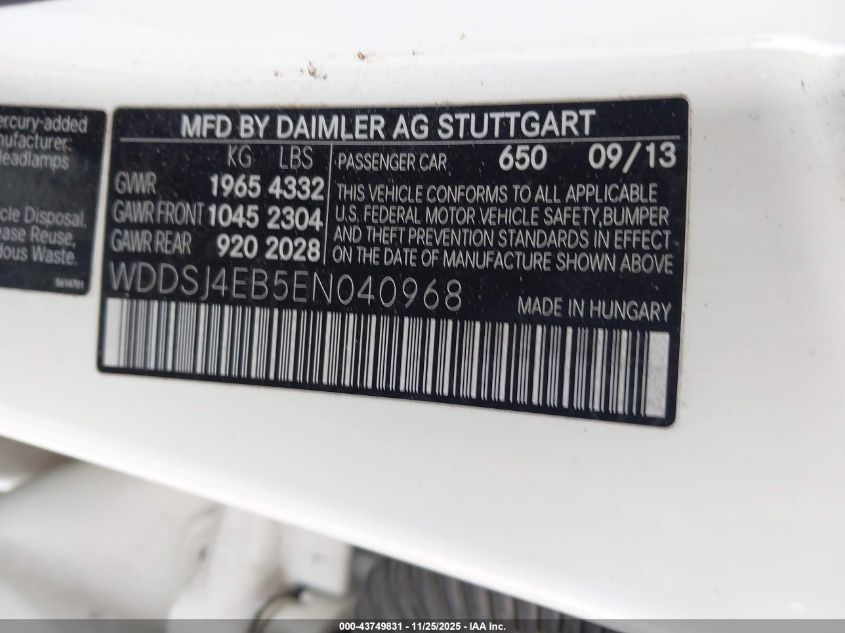 ercury-added
nufacturer:
eadlamps
cle Disposal.
ease Reuse,
dous Waste.
MFD BY DAIMLER AG STUTTGART
KG LBS
GVWR 1965 4332
GAWR FRONT 1045 2304
GAWR REAR 920 2028
PASSENGER CAR 650 09/13
THIS VEHICLE CONFORMS TO ALL APPLICABLE
U.S. FEDERAL MOTOR VEHICLE SAFETY, BUMPER
AND THEFT PREVENTION STANDARDS IN EFFECT
ON THE DATE OF MANUFACTURE SHOWN ABOVE
WDDSJ4EB5EN040968
MADE IN HUNGARY
000-43749831 - 11/25/2025 - IAA Inc.